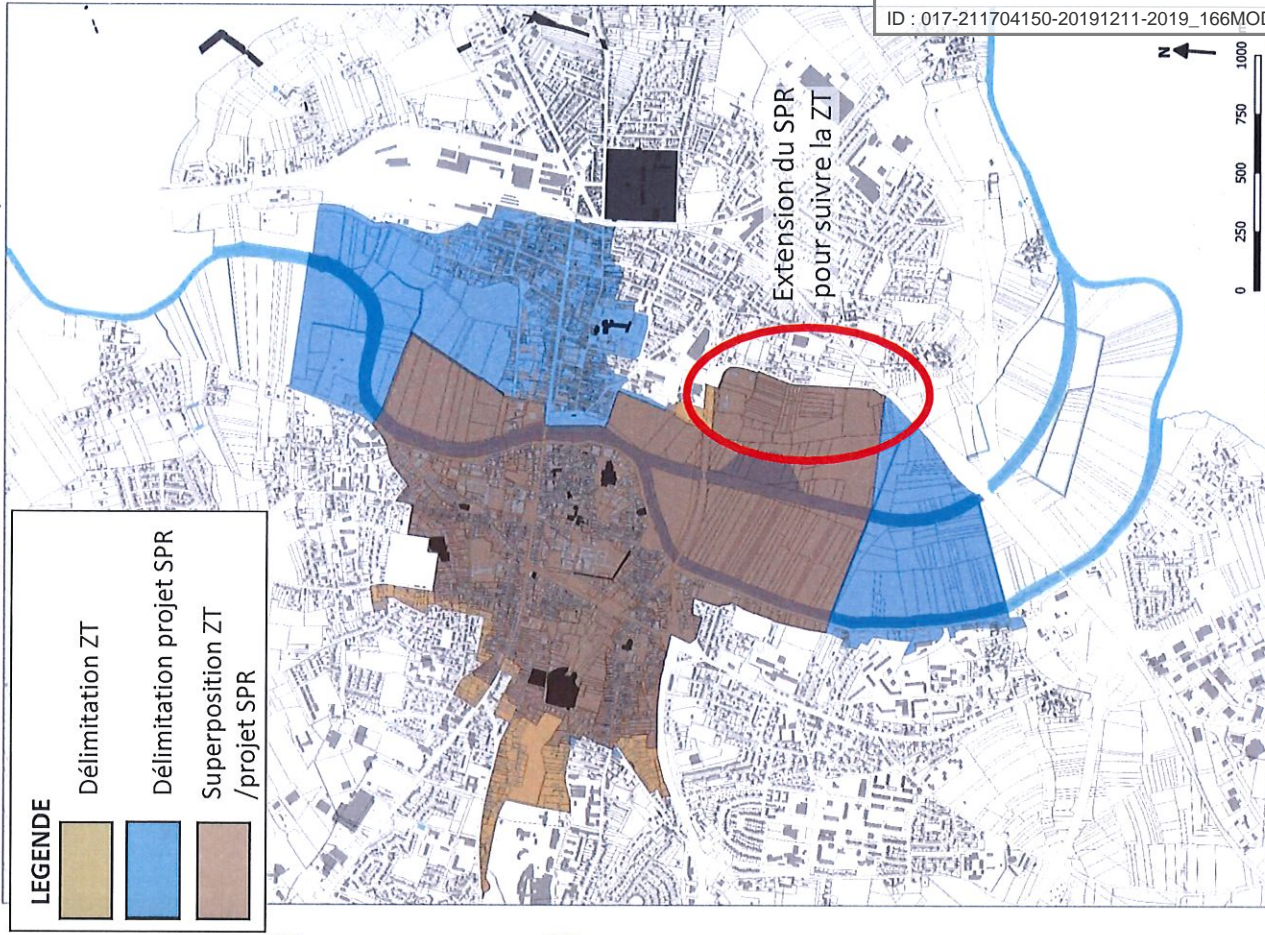 ID : 017-211704150-20191211-2019_166MOD
LEGENDE
Délimitation ZT
Délimitation projet SPR
Superposition ZT
/projet SPR
Extension du SPR
pour suivre la ZT
N
0 250 500 750 1000